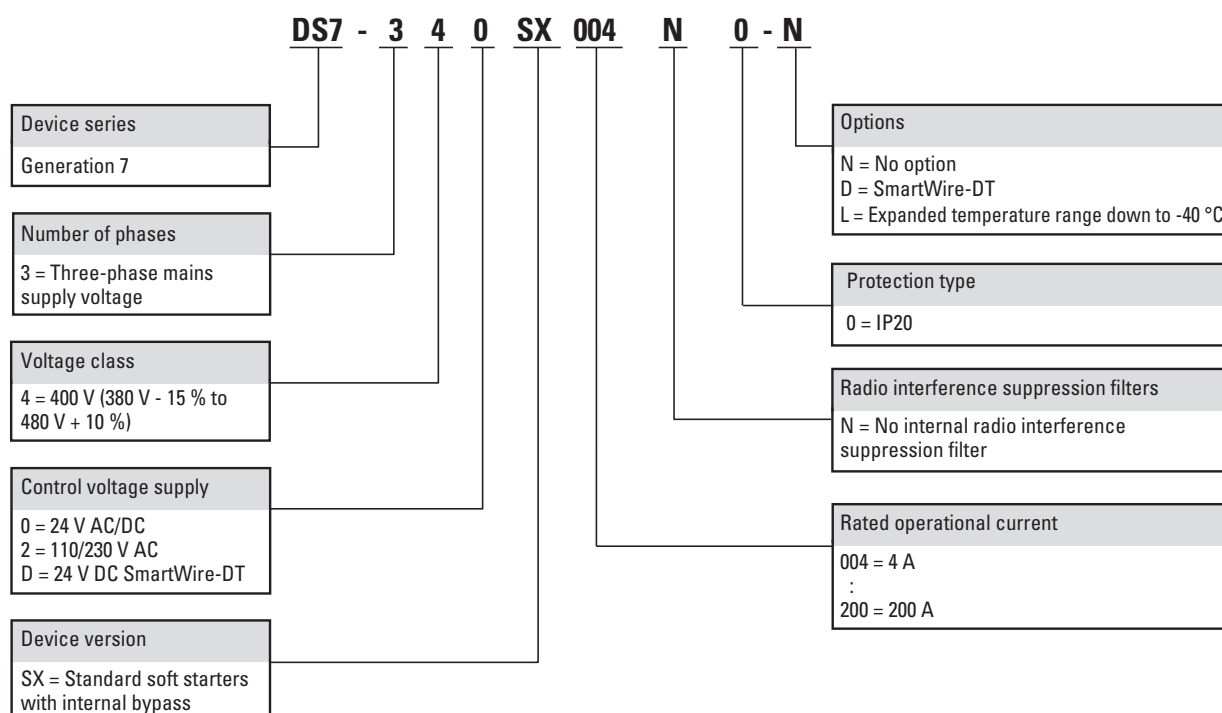 DS7 - 3 4 0 SX 004 N 0 - N
Device series
Generation 7
Number of phases
3 = Three-phase mains
supply voltage
Voltage class
4 = 400 V (380 V - 15 % to
480 V + 10 %)
Control voltage supply
0 = 24 V AC/DC
2 = 110/230 V AC
D = 24 V DC SmartWire-DT
Device version
SX = Standard soft starters
with internal bypass
Options
N = No option
D = SmartWire-DT
L = Expanded temperature range down to -40 °C
Protection type
0 = IP20
Radio interference suppression filters
N = No internal radio interference
suppression filter
Rated operational current
004 = 4 A
:
200 = 200 A